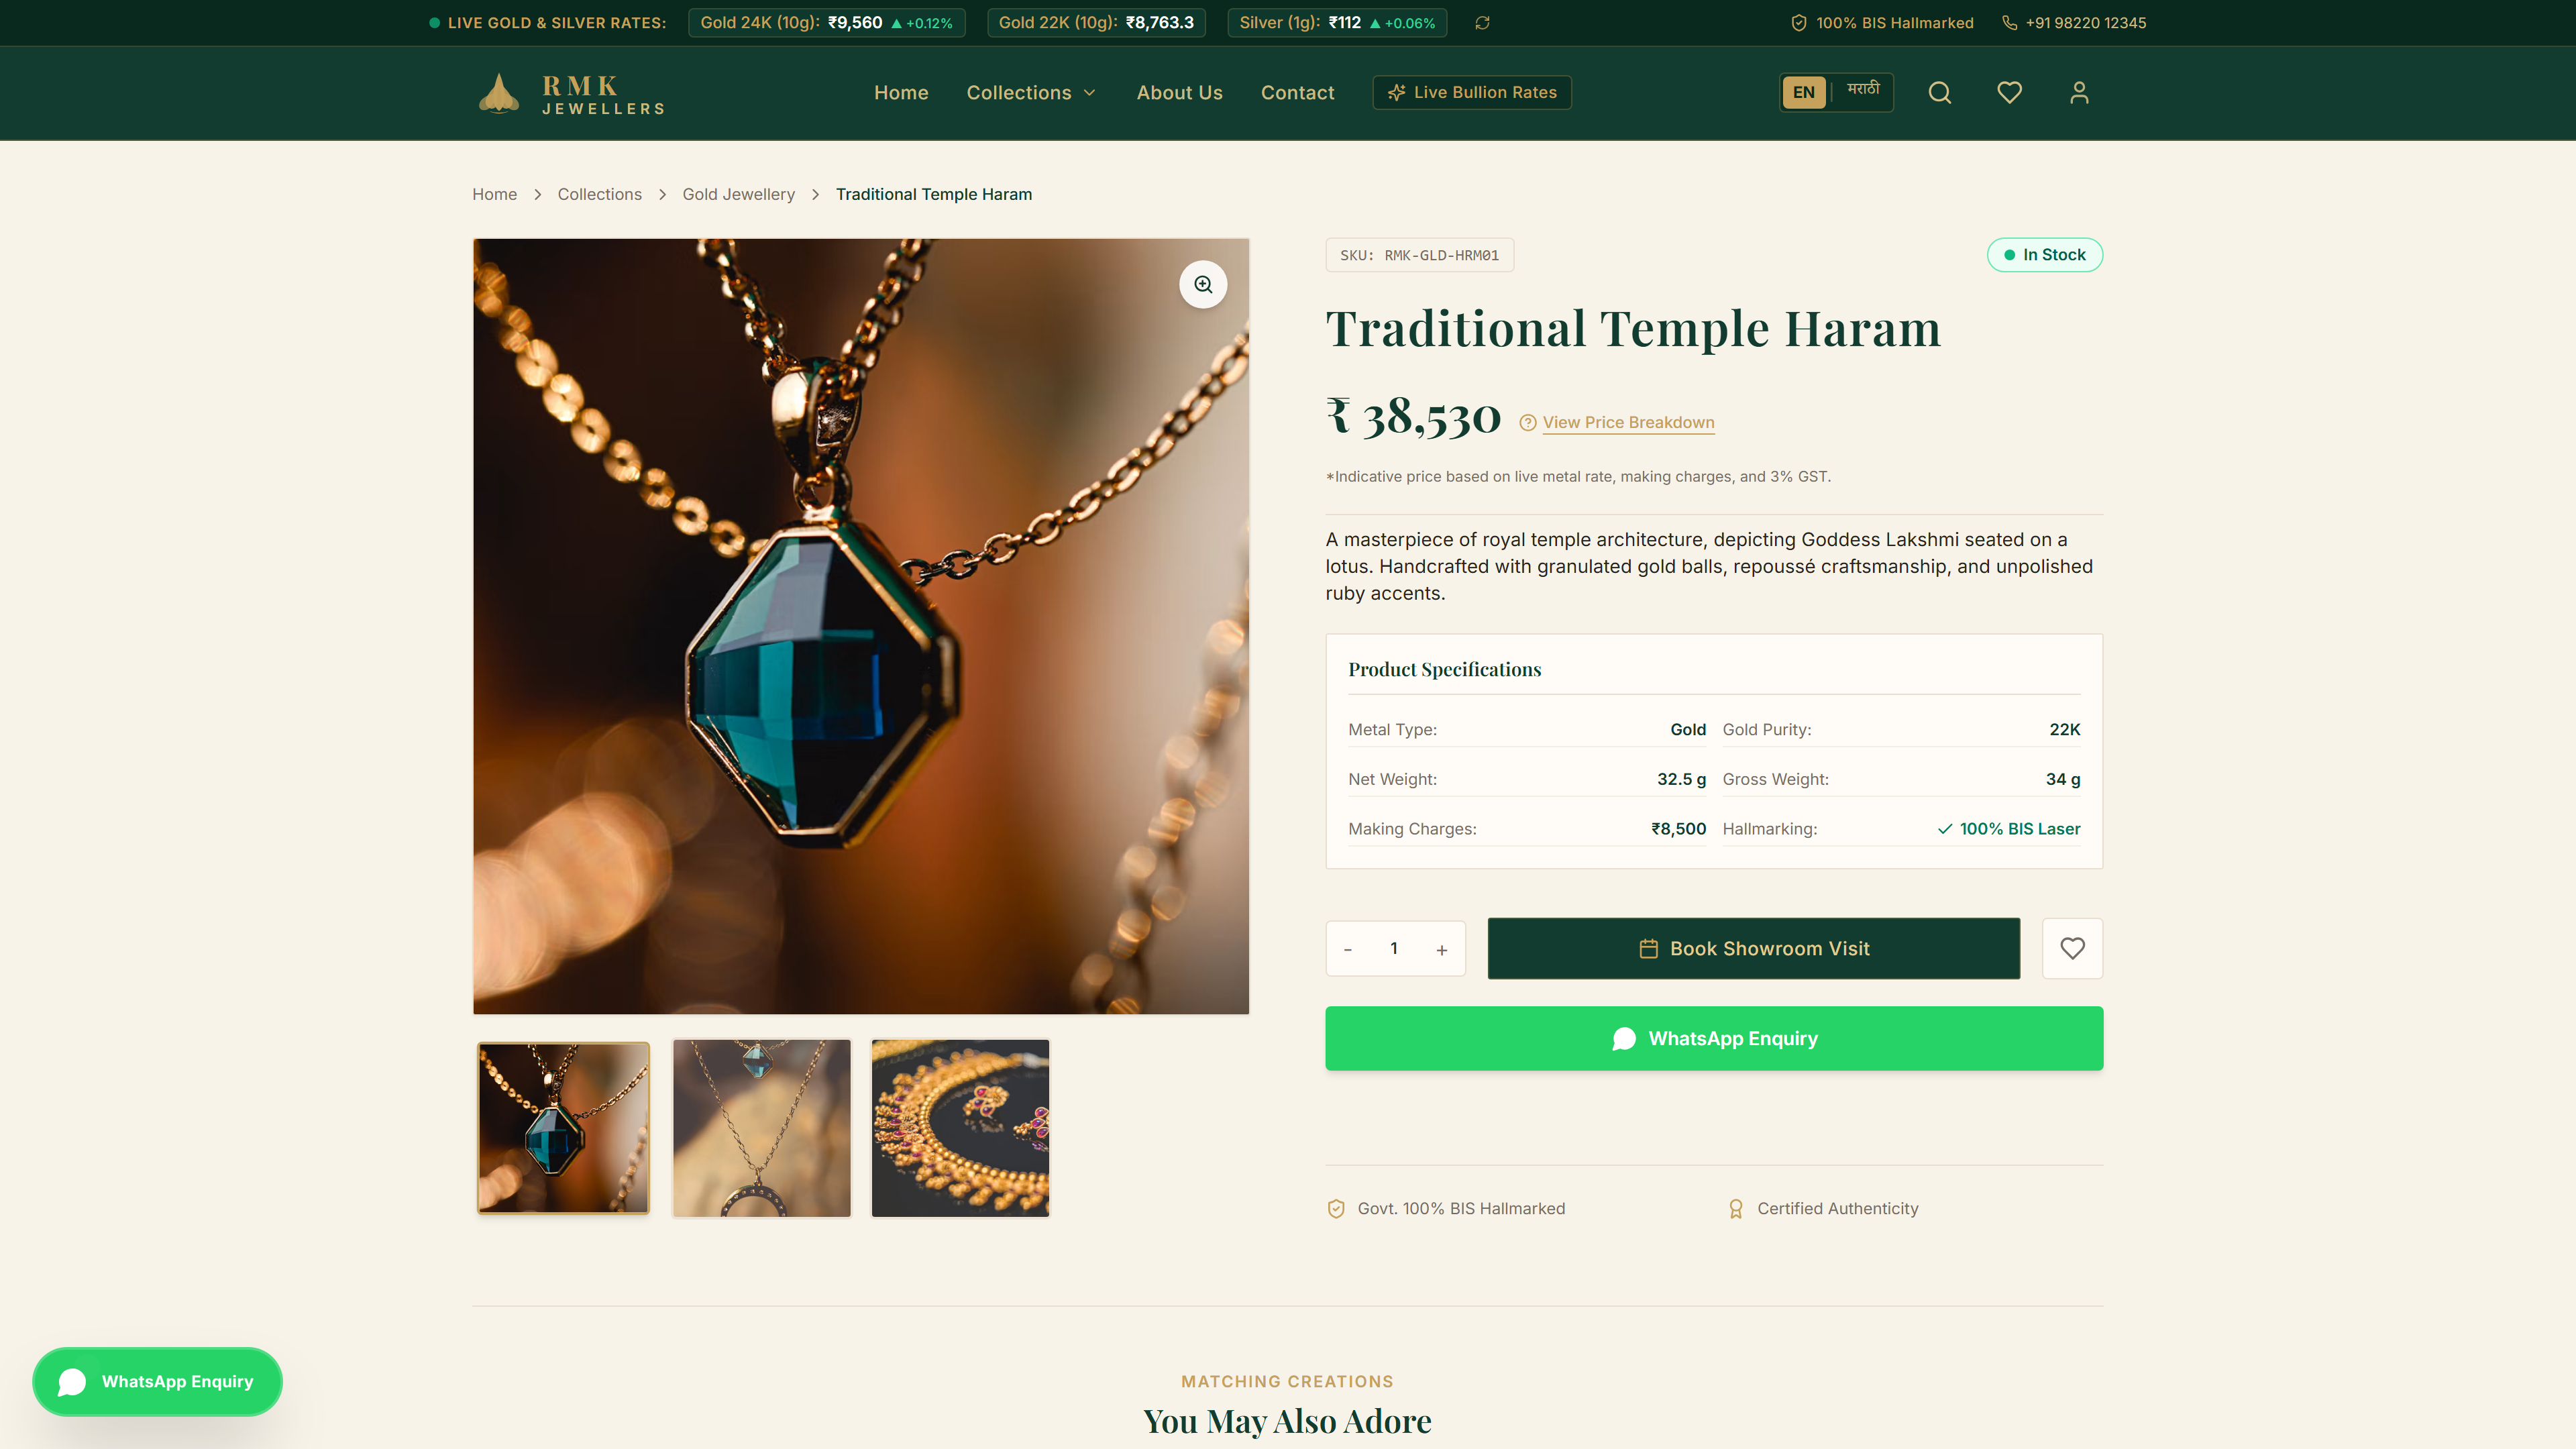 LIVE GOLD & SILVER RATES: Gold 24K (10g): ₹9,560 ▲ +0.12% Gold 22K (10g): ₹8,763.3 Silver (1g): ₹112 ▲ +0.06% 100% BIS Hallmarked +91 98220 12345
RMK
JEWELLERS
Home Collections About Us Contact Live Bullion Rates EN मराठी
Home > Collections > Gold Jewellery > Traditional Temple Haram
SKU: RMK-GLD-HRM01 In Stock
Traditional Temple Haram
₹ 38,530 View Price Breakdown
*Indicative price based on live metal rate, making charges, and 3% GST.
A masterpiece of royal temple architecture, depicting Goddess Lakshmi seated on a
lotus. Handcrafted with granulated gold balls, repoussé craftsmanship, and unpolished
ruby accents.
Product Specifications
Metal Type: Gold Gold Purity: 22K
Net Weight: 32.5 g Gross Weight: 34 g
Making Charges: ₹8,500 Hallmarking: 100% BIS Laser
- 1 + Book Showroom Visit
WhatsApp Enquiry
Govt. 100% BIS Hallmarked Certified Authenticity
WhatsApp Enquiry
MATCHING CREATIONS
You May Also Adore